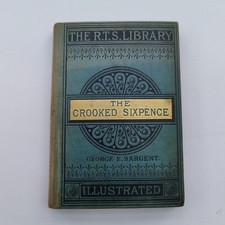 THE R.T.S. LIBRARY
THE
CROOKED SIXPENCE
GEORGE E. SARGENT.
ILLUSTRATED